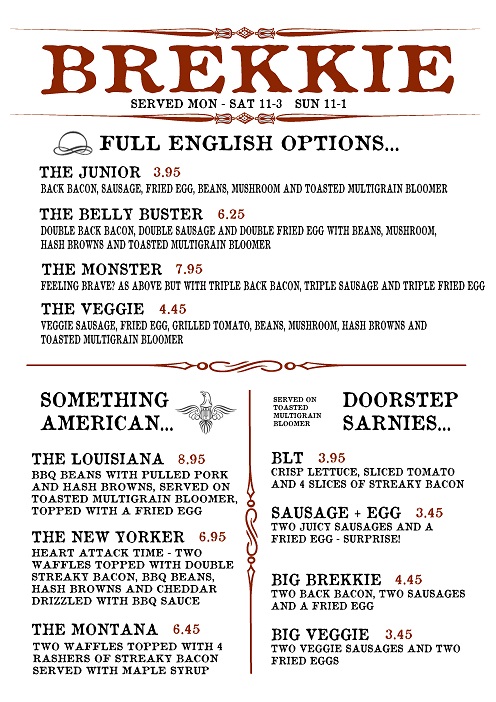 BREKKIE
SERVED MON - SAT 11-3 SUN 11-1
FULL ENGLISH OPTIONS...
THE JUNIOR 3.95
BACK BACON, SAUSAGE, FRIED EGG, BEANS, MUSHROOM AND TOASTED MULTIGRAIN BLOOMER
THE BELLY BUSTER 6.25
DOUBLE BACK BACON, DOUBLE SAUSAGE AND DOUBLE FRIED EGG WITH BEANS, MUSHROOM,
HASH BROWNS AND TOASTED MULTIGRAIN BLOOMER
THE MONSTER 7.95
FEELING BRAVE? AS ABOVE BUT WITH TRIPLE BACK BACON, TRIPLE SAUSAGE AND TRIPLE FRIED EGG
THE VEGGIE 4.45
VEGGIE SAUSAGE, FRIED EGG, GRILLED TOMATO, BEANS, MUSHROOM, HASH BROWNS AND
TOASTED MULTIGRAIN BLOOMER
SOMETHING
AMERICAN...
THE LOUISIANA 8.95
BBQ BEANS WITH PULLED PORK
AND HASH BROWNS, SERVED ON
TOASTED MULTIGRAIN BLOOMER,
TOPPED WITH A FRIED EGG
THE NEW YORKER 6.95
HEART ATTACK TIME - TWO
WAFFLES TOPPED WITH DOUBLE
STREAKY BACON, BBQ BEANS,
HASH BROWNS AND CHEDDAR
DRIZZLED WITH BBQ SAUCE
THE MONTANA 6.45
TWO WAFFLES TOPPED WITH 4
RASHERS OF STREAKY BACON
SERVED WITH MAPLE SYRUP
SERVED ON
TOASTED
MULTIGRAIN
BLOOMER
DOORSTEP
SARNIES...
BLT 3.95
CRISP LETTUCE, SLICED TOMATO
AND 4 SLICES OF STREAKY BACON
SAUSAGE + EGG 3.45
TWO JUICY SAUSAGES AND A
FRIED EGG - SURPRISE!
BIG BREKKIE 4.45
TWO BACK BACON, TWO SAUSAGES
AND A FRIED EGG
BIG VEGGIE 3.45
TWO VEGGIE SAUSAGES AND TWO
FRIED EGGS